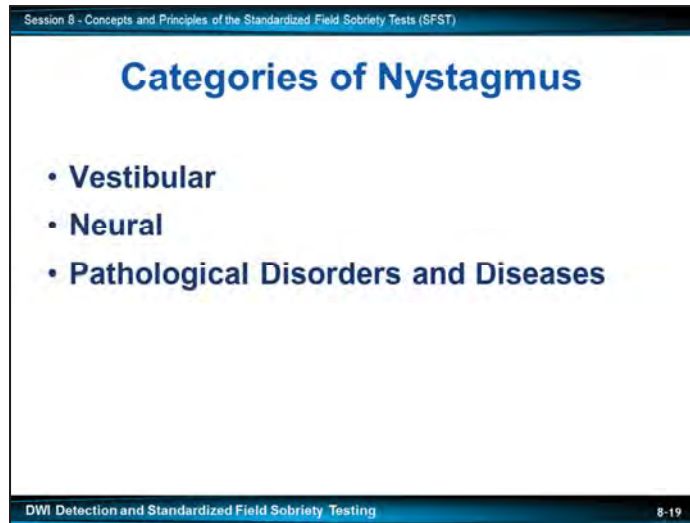 Session 8 - Concepts and Principles of the Standardized Field Sobriety Tests (SFST)
Categories of Nystagmus
• Vestibular
• Neural
• Pathological Disorders and Diseases
DWI Detection and Standardized Field Sobriety Testing 8-19